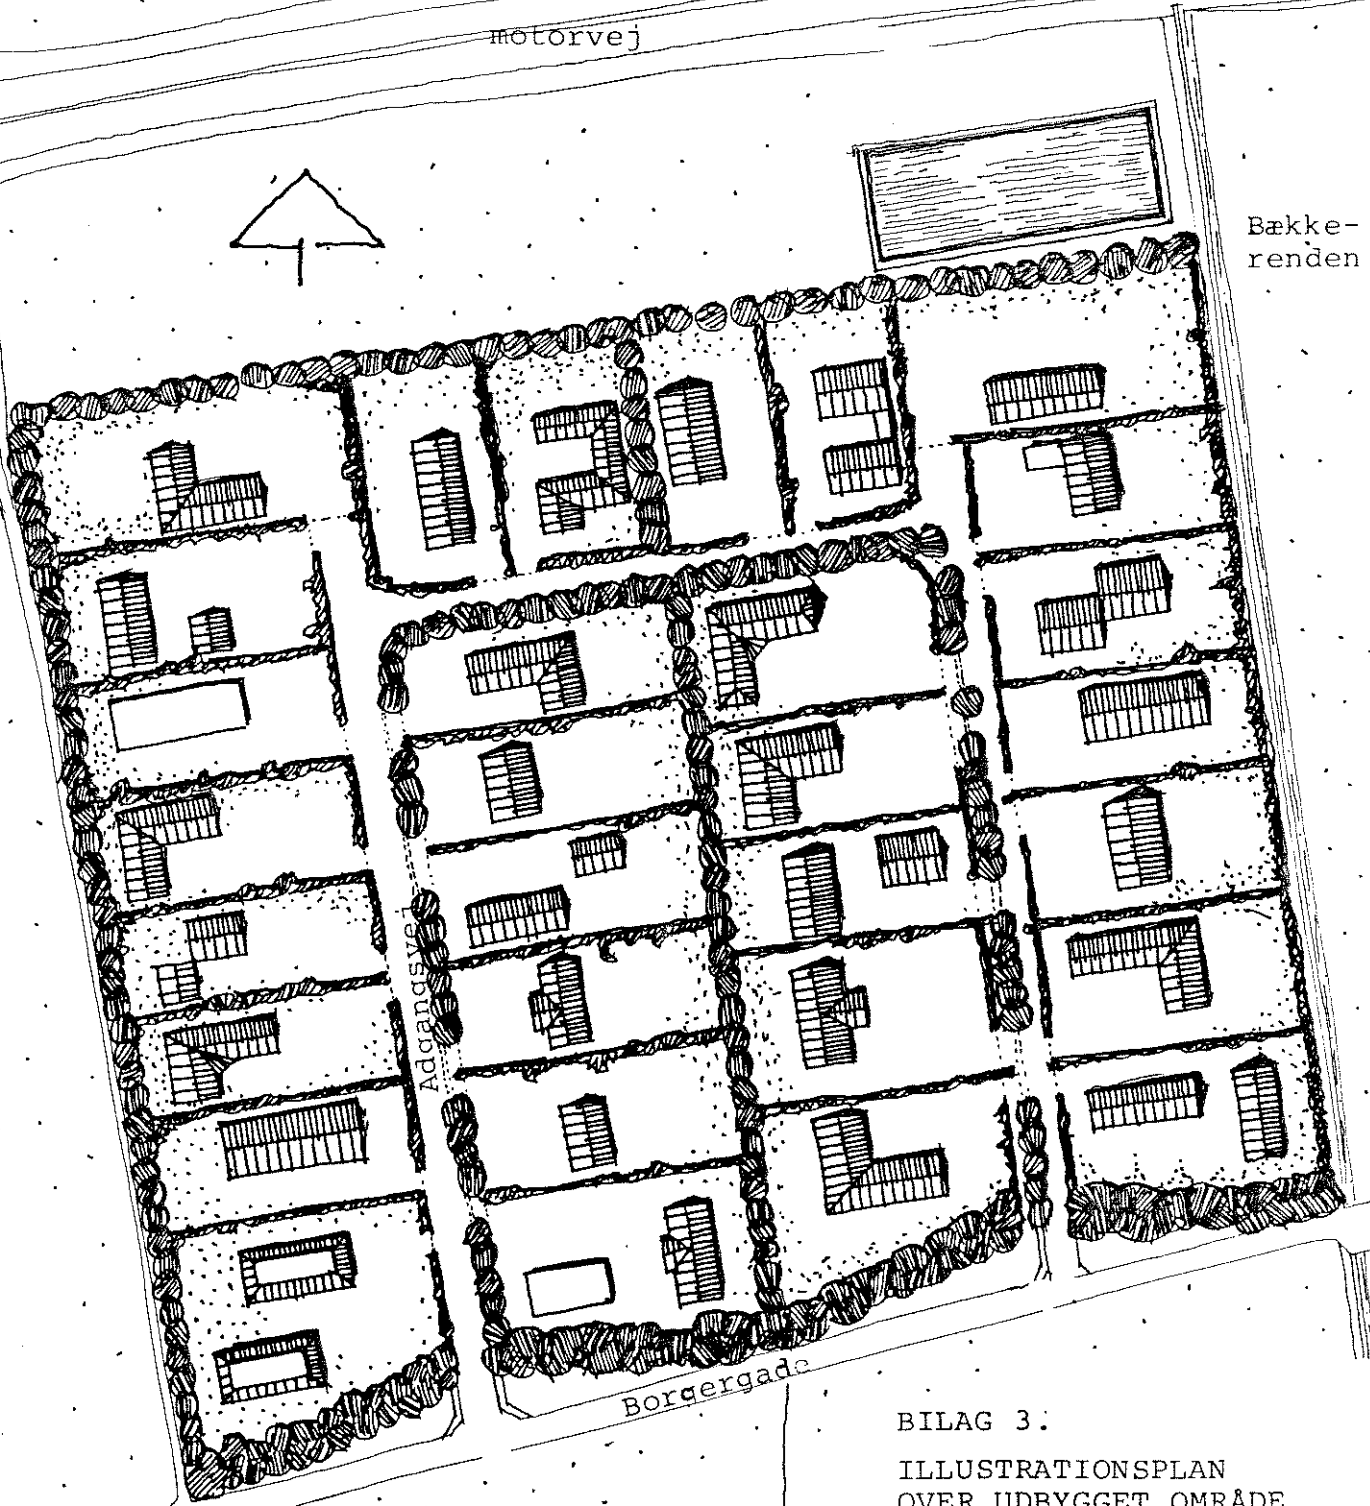 motorvej
Bække-
renden
Adgangsvej
Borgergade
BILAG 3.
ILLUSTRATIONSPLAN
OVER UDBYGGET OMRÅDE